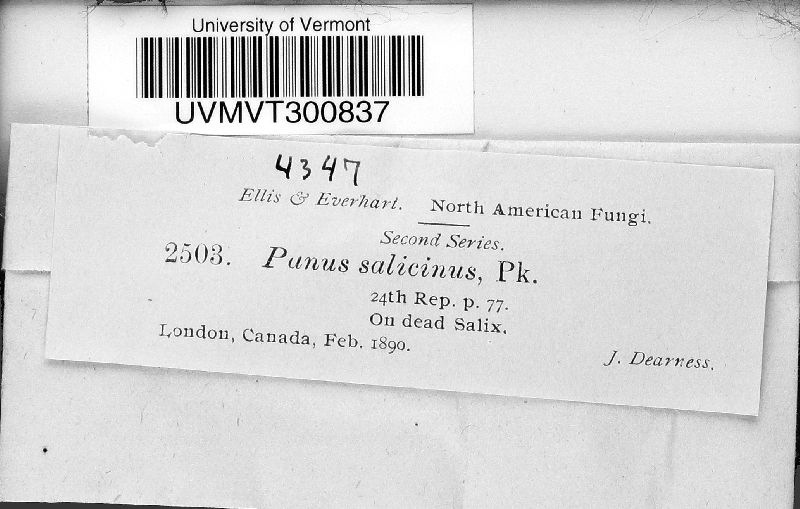 University of Vermont
UVMVT300837
4347
Ellis & Everhart. North American Fungi.
Second Series.
2503. Panus salicinus, Pk.
24th Rep. p. 77.
On dead Salix.
London, Canada, Feb. 1890.
J. Dearness.